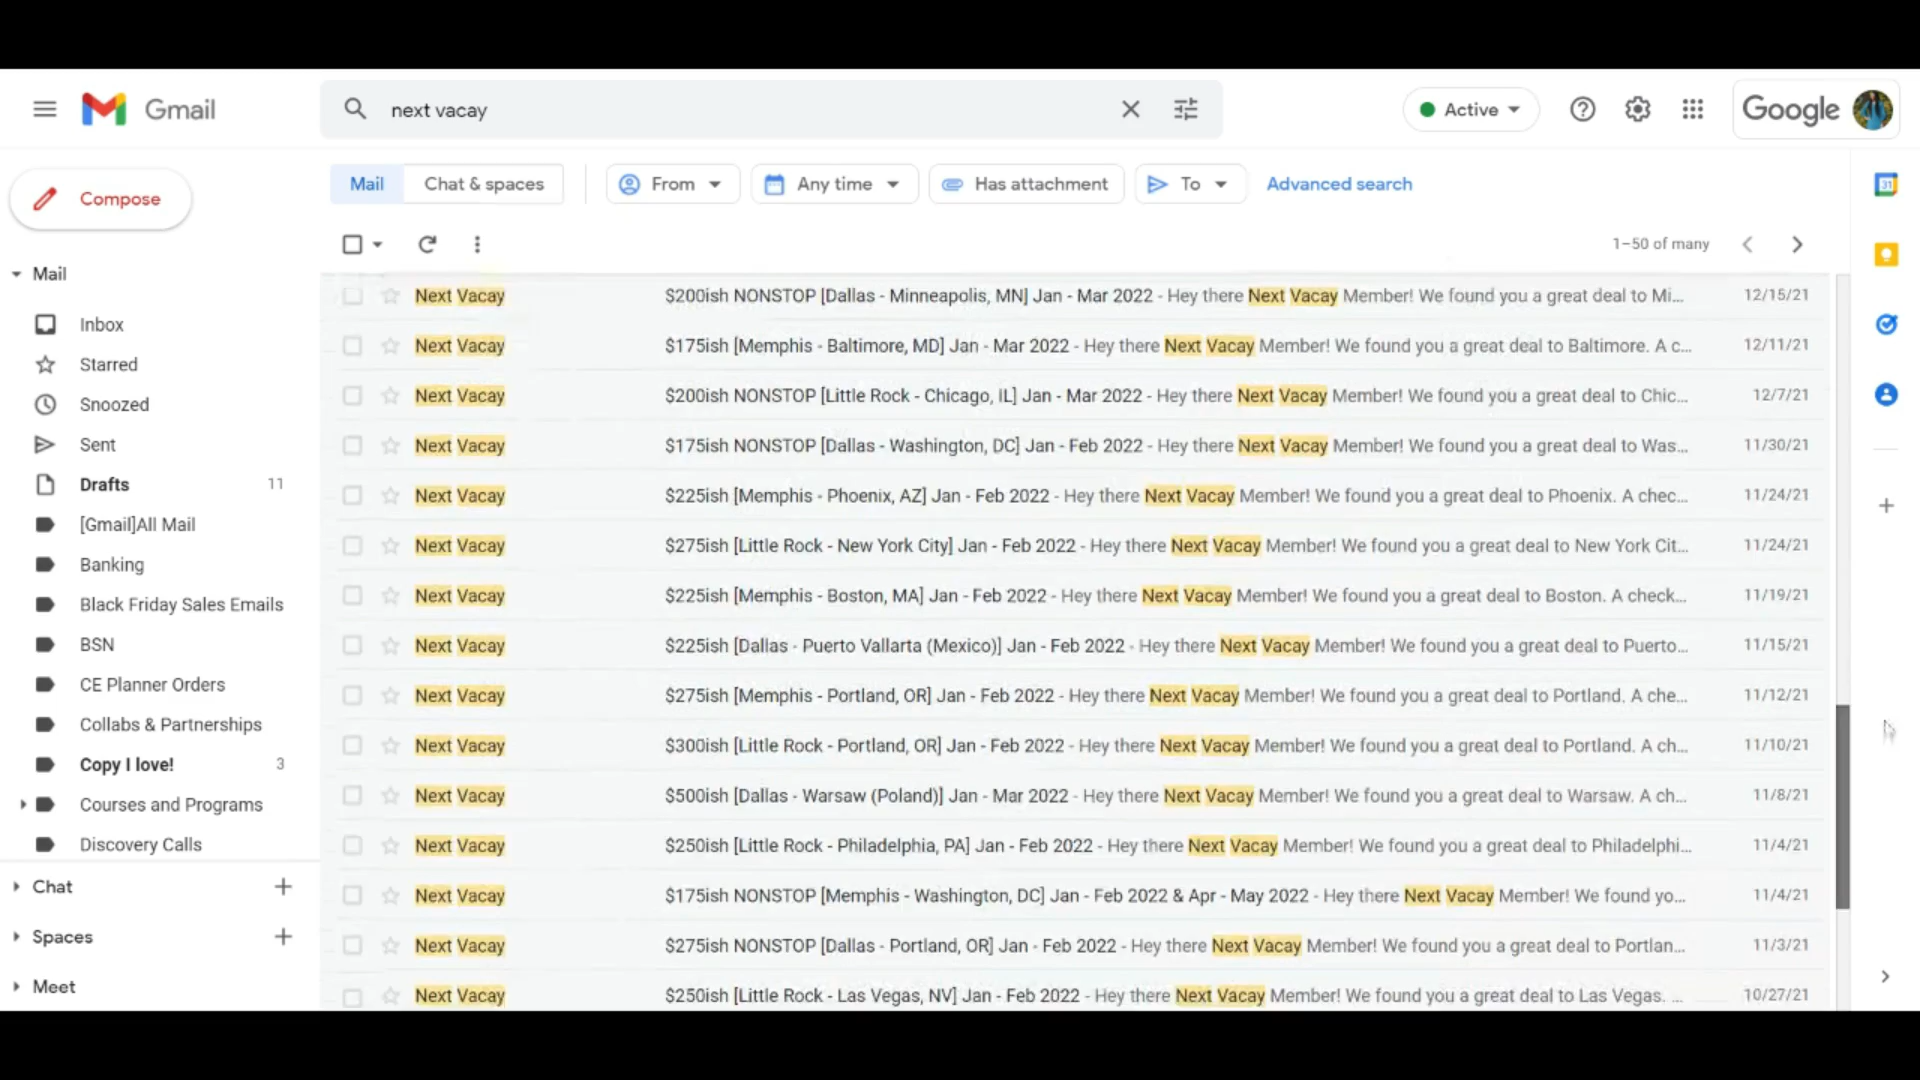 Gmail
next vacay
Active
Google
Compose
Mail
Chat & spaces
From
Any time
Has attachment
To
Advanced search
31
1–50 of many
Mail
Inbox
Starred
Snoozed
Sent
Drafts 11
[Gmail]All Mail
Banking
Black Friday Sales Emails
BSN
CE Planner Orders
Collabs & Partnerships
Copy I love! 3
Courses and Programs
Discovery Calls
Chat
Spaces
Meet
Next Vacay $200ish NONSTOP [Dallas - Minneapolis, MN] Jan - Mar 2022 - Hey there Next Vacay Member! We found you a great deal to Mi... 12/15/21
Next Vacay $175ish [Memphis - Baltimore, MD] Jan - Mar 2022 - Hey there Next Vacay Member! We found you a great deal to Baltimore. A c... 12/11/21
Next Vacay $200ish NONSTOP [Little Rock - Chicago, IL] Jan - Mar 2022 - Hey there Next Vacay Member! We found you a great deal to Chic... 12/7/21
Next Vacay $175ish NONSTOP [Dallas - Washington, DC] Jan - Feb 2022 - Hey there Next Vacay Member! We found you a great deal to Was... 11/30/21
Next Vacay $225ish [Memphis - Phoenix, AZ] Jan - Feb 2022 - Hey there Next Vacay Member! We found you a great deal to Phoenix. A chec... 11/24/21
Next Vacay $275ish [Little Rock - New York City] Jan - Feb 2022 - Hey there Next Vacay Member! We found you a great deal to New York Cit... 11/24/21
Next Vacay $225ish [Memphis - Boston, MA] Jan - Feb 2022 - Hey there Next Vacay Member! We found you a great deal to Boston. A check... 11/19/21
Next Vacay $225ish [Dallas - Puerto Vallarta (Mexico)] Jan - Feb 2022 - Hey there Next Vacay Member! We found you a great deal to Puerto... 11/15/21
Next Vacay $275ish [Memphis - Portland, OR] Jan - Feb 2022 - Hey there Next Vacay Member! We found you a great deal to Portland. A che... 11/12/21
Next Vacay $300ish [Little Rock - Portland, OR] Jan - Feb 2022 - Hey there Next Vacay Member! We found you a great deal to Portland. A ch... 11/10/21
Next Vacay $500ish [Dallas - Warsaw (Poland)] Jan - Mar 2022 - Hey there Next Vacay Member! We found you a great deal to Warsaw. A ch... 11/8/21
Next Vacay $250ish [Little Rock - Philadelphia, PA] Jan - Feb 2022 - Hey there Next Vacay Member! We found you a great deal to Philadelphi... 11/4/21
Next Vacay $175ish NONSTOP [Memphis - Washington, DC] Jan - Feb 2022 & Apr - May 2022 - Hey there Next Vacay Member! We found yo... 11/4/21
Next Vacay $275ish NONSTOP [Dallas - Portland, OR] Jan - Feb 2022 - Hey there Next Vacay Member! We found you a great deal to Portlan... 11/3/21
Next Vacay $250ish [Little Rock - Las Vegas, NV] Jan - Feb 2022 - Hey there Next Vacay Member! We found you a great deal to Las Vegas. ... 10/27/21